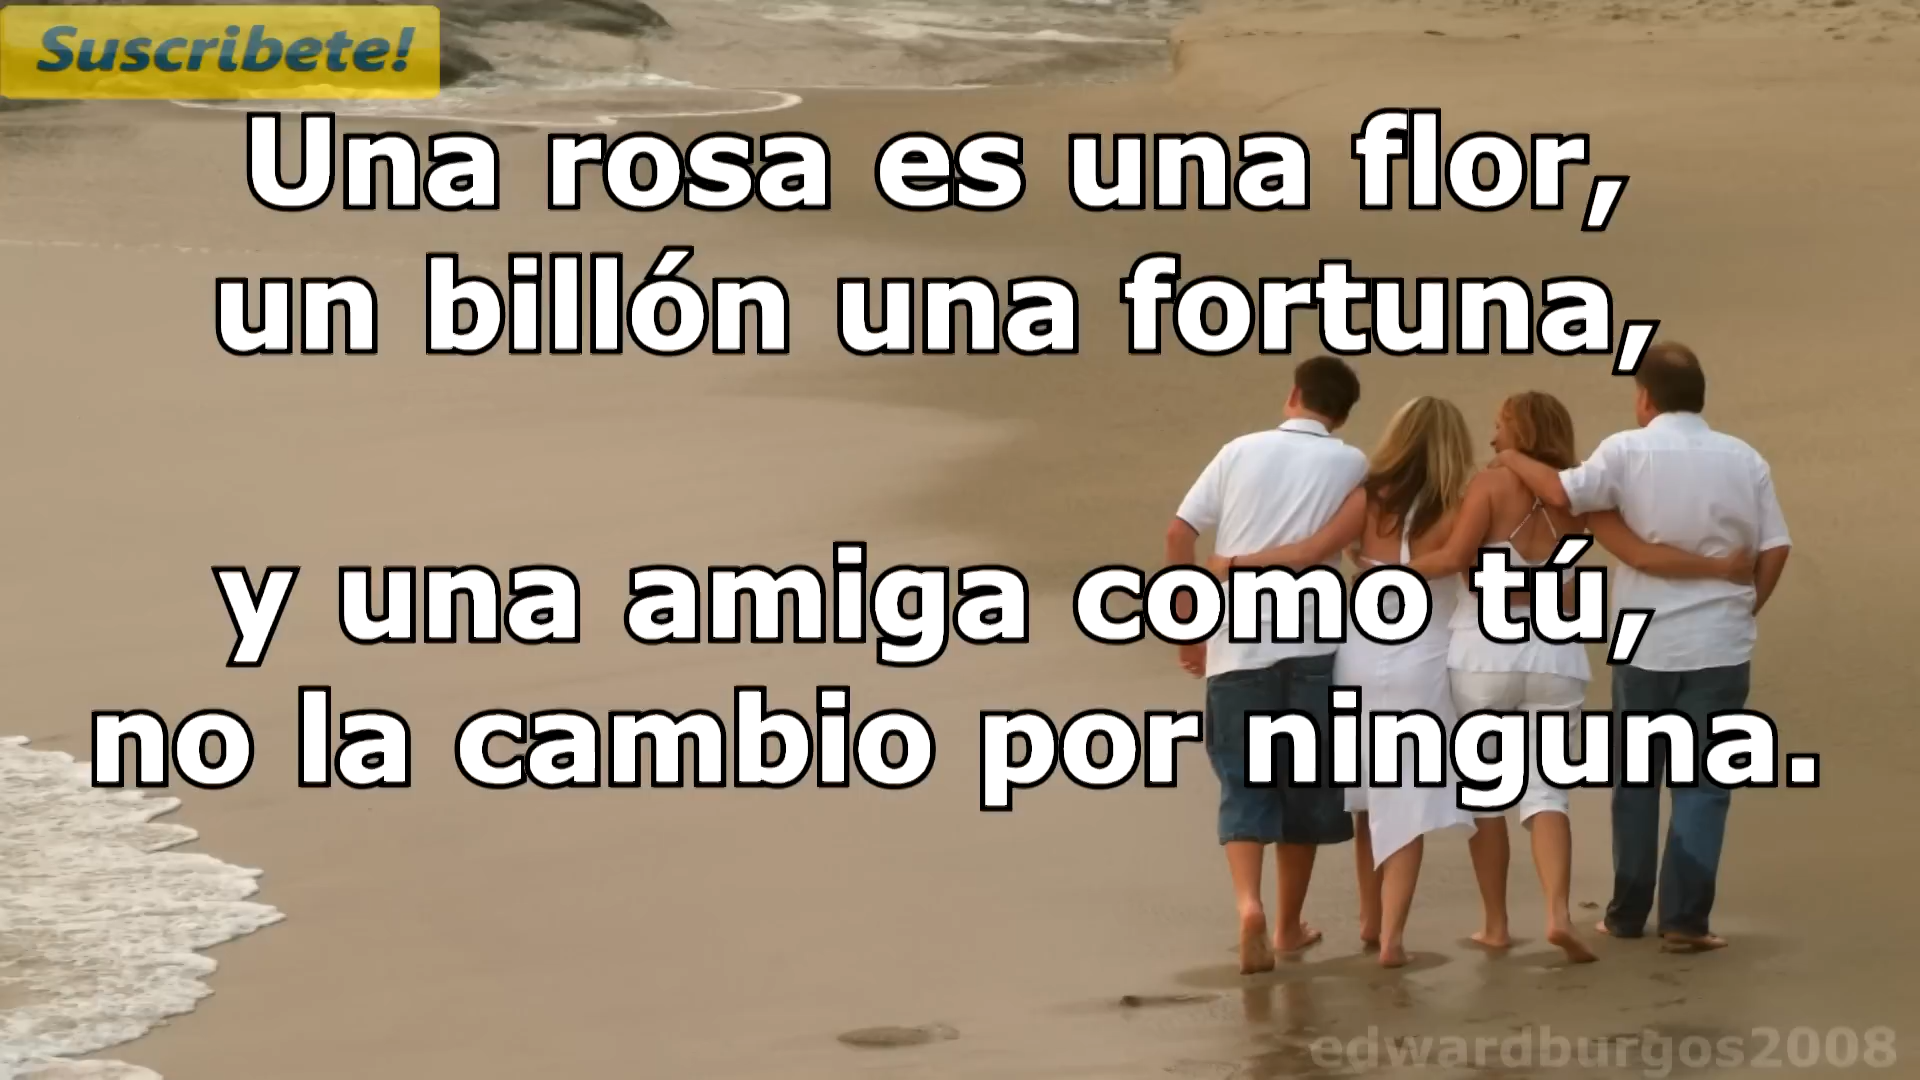 Suscribete!
Una rosa es una flor,
un billón una fortuna,
y una amiga como tú,
no la cambio por ninguna.
edwardburgos2008